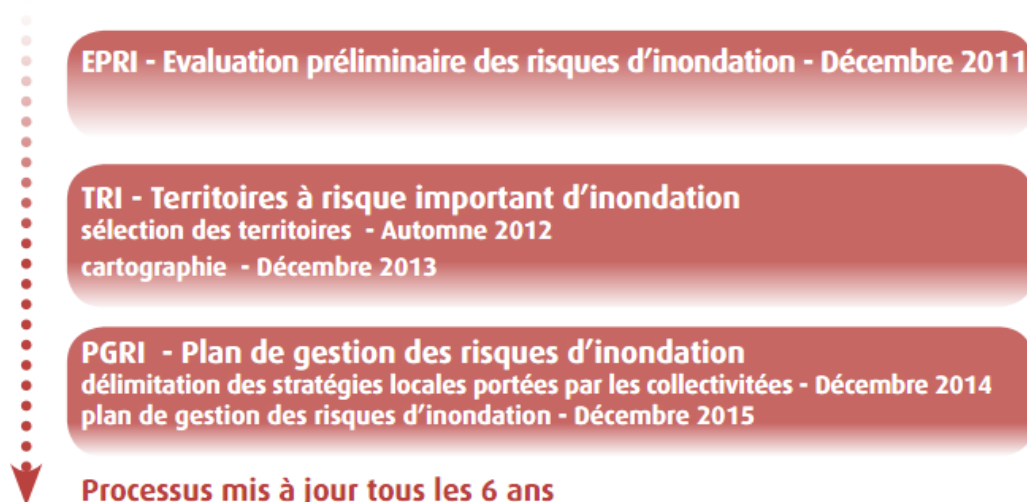 EPRI - Evaluation préliminaire des risques d'inondation - Décembre 2011
TRI - Territoires à risque important d'inondation
sélection des territoires - Automne 2012
cartographie - Décembre 2013
PGRI - Plan de gestion des risques d'inondation
délimitation des stratégies locales portées par les collectivitées - Décembre 2014
plan de gestion des risques d'inondation - Décembre 2015
Processus mis à jour tous les 6 ans